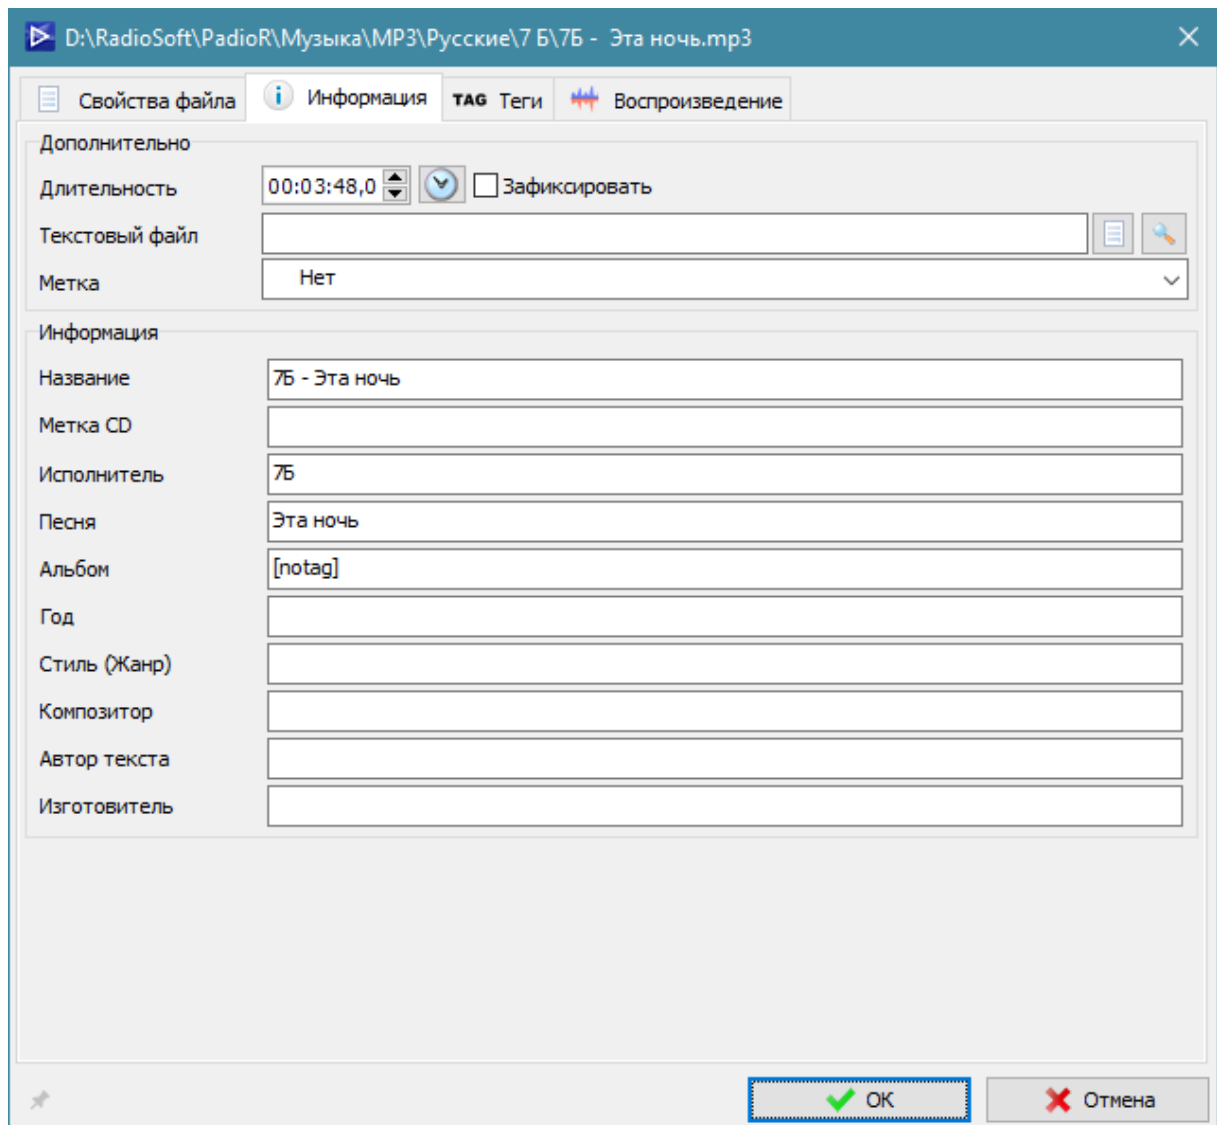 D:\RadioSoft\PadioR\Музыка\MP3\Русские\7 Б\7Б -  Эта ночь.mp3
Свойства файла Информация TAG Теги Воспроизведение
Дополнительно
Длительность 00:03:48,0 Зафиксировать
Текстовый файл
Метка Нет
Информация
Название 7Б - Эта ночь
Метка CD
Исполнитель 7Б
Песня Эта ночь
Альбом [notag]
Год
Стиль (Жанр)
Композитор
Автор текста
Изготовитель
OK Отмена